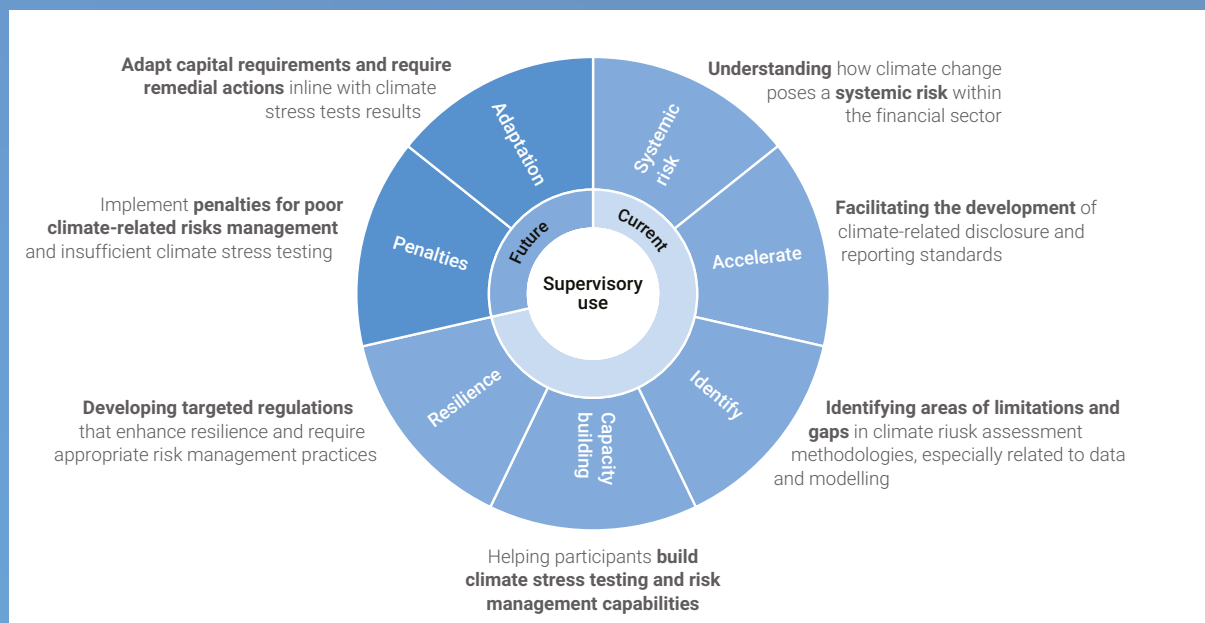 Adapt capital requirements and require
remedial actions inline with climate
stress tests results
Understanding how climate change
poses a systemic risk within
the financial sector
Implement penalties for poor
climate-related risks management
and insufficient climate stress testing
Facilitating the development of
climate-related disclosure and
reporting standards
Developing targeted regulations
that enhance resilience and require
appropriate risk management practices
Identifying areas of limitations and
gaps in climate riusk assessment
methodologies, especially related to data
and modelling
Helping participants build
climate stress testing and risk
management capabilities
Adaptation
Systemic
risk
Penalties
Accelerate
Resilience
Identify
Capacity
building
Future
Current
Supervisory
use